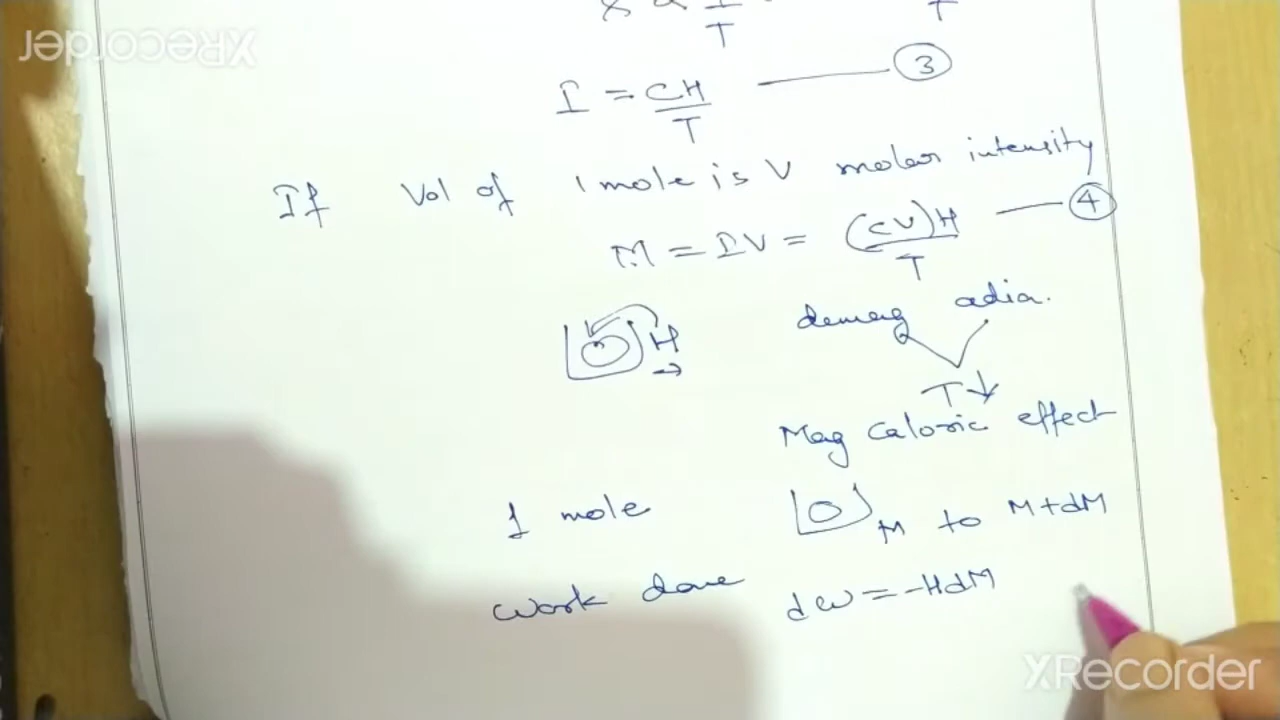 XRecorder
χ α I/T
T
I = CH/T ——— ③
If Vol of 1 mole is V molar intensity
M = IV = (CV)H/T —— ④
H →
demag adia.
T↓
Mag caloric effect
1 mole
M to M+dM
work done dw = -HdM
XRecorder